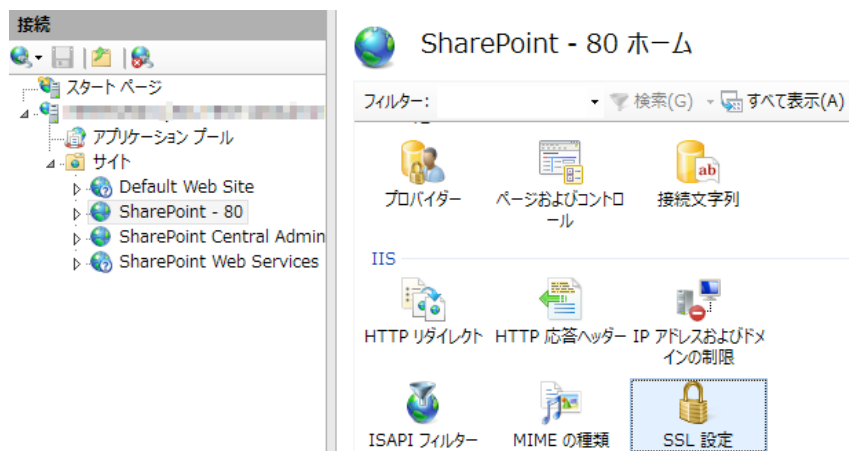 接続
スタート ページ
アプリケーション プール
サイト
Default Web Site
SharePoint - 80
SharePoint Central Admin
SharePoint Web Services
SharePoint - 80 ホーム
フィルター:
検索(G)
すべて表示(A)
プロバイダー
ページおよびコントロ
ール
接続文字列
IIS
HTTP リダイレクト
HTTP 応答ヘッダー
IP アドレスおよびドメ
インの制限
ISAPI フィルター
MIME の種類
SSL 設定